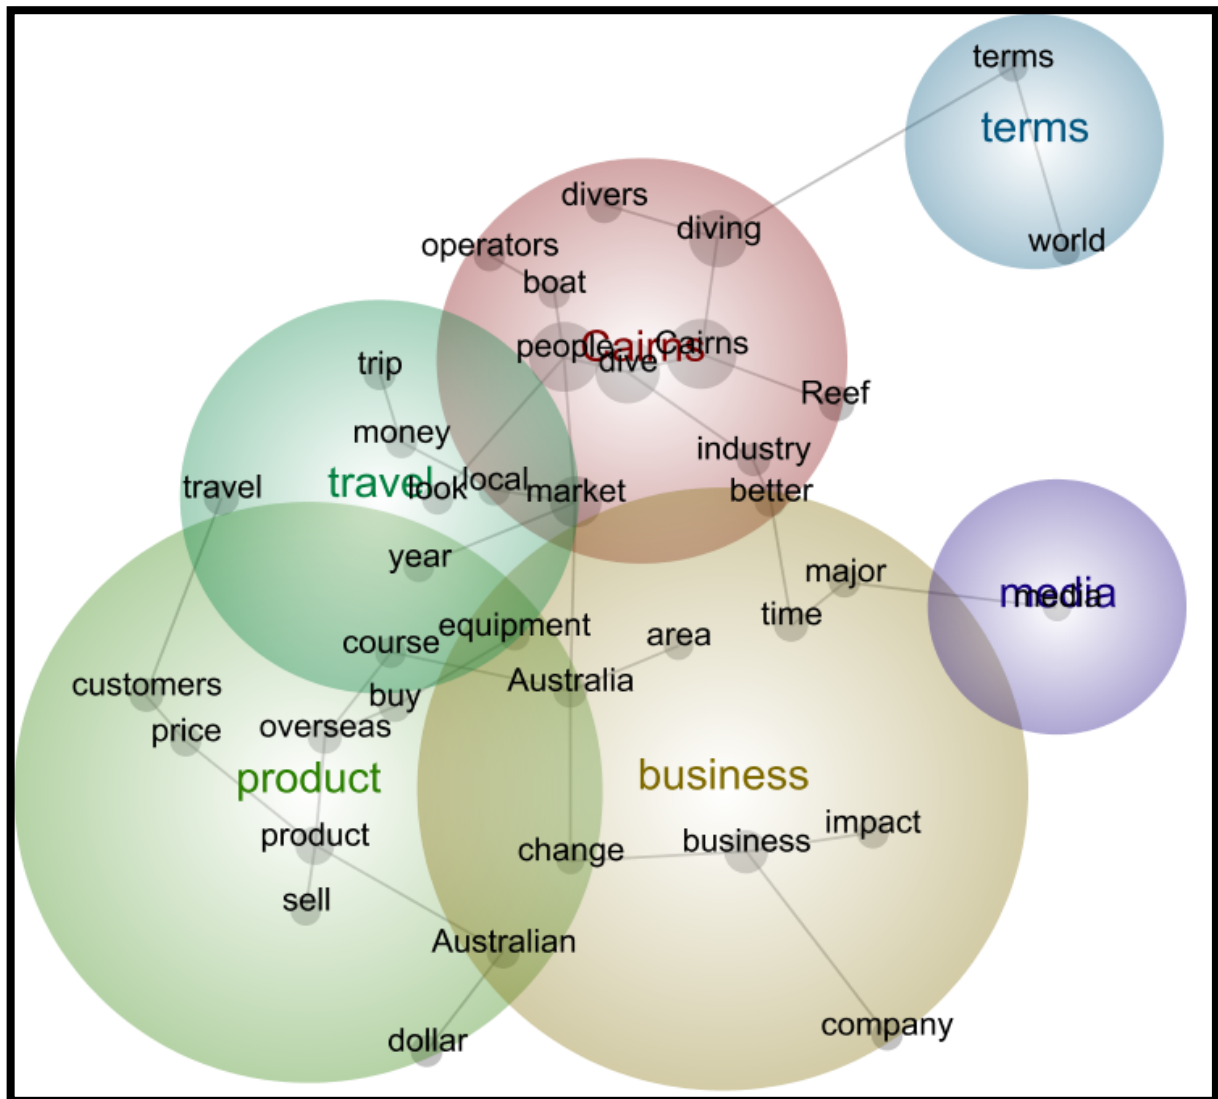 terms
terms
world
divers
diving
operators
boat
people
Cairns
Cairns
dive
trip
Reef
money
industry
travel
travel
look
local
market
better
year
major
media
media
time
equipment
area
course
Australia
customers
buy
price
overseas
product
business
product
change
business
impact
sell
Australian
company
dollar